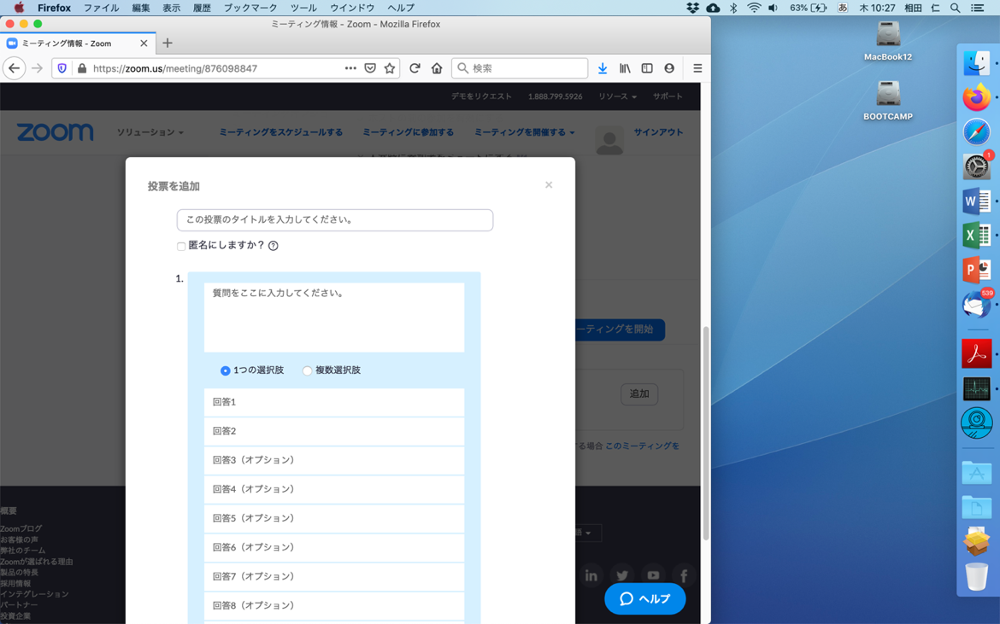 Firefox ファイル 編集 表示 履歴 ブックマーク ツール ウインドウ ヘルプ 63% あ 木 10:27 相田 仁
ミーティング情報 - Zoom - Mozilla Firefox
ミーティング情報 - Zoom
https://zoom.us/meeting/876098847 検索
MacBook12
BOOTCAMP
デモをリクエスト 1.888.799.5926 リソース サポート
zoom ソリューション ミーティングをスケジュールする ミーティングに参加する ミーティングを開催する サインアウト
投票を追加
この投票のタイトルを入力してください。
匿名にしますか？
1.
質問をここに入力してください。
ーティングを開始
1つの選択肢 複数選択肢
追加
回答1
回答2
する場合 このミーティングを
回答3（オプション）
回答4（オプション）
回答5（オプション）
回答6（オプション）
回答7（オプション）
回答8（オプション）
概要
Zoomブログ
お客様の声
弊社のチーム
Zoomが選ばれる理由
製品の特長
採用情報
インテグレーション
パートナー
投資企業
語
in
f
ヘルプ
1
W
X
P
539